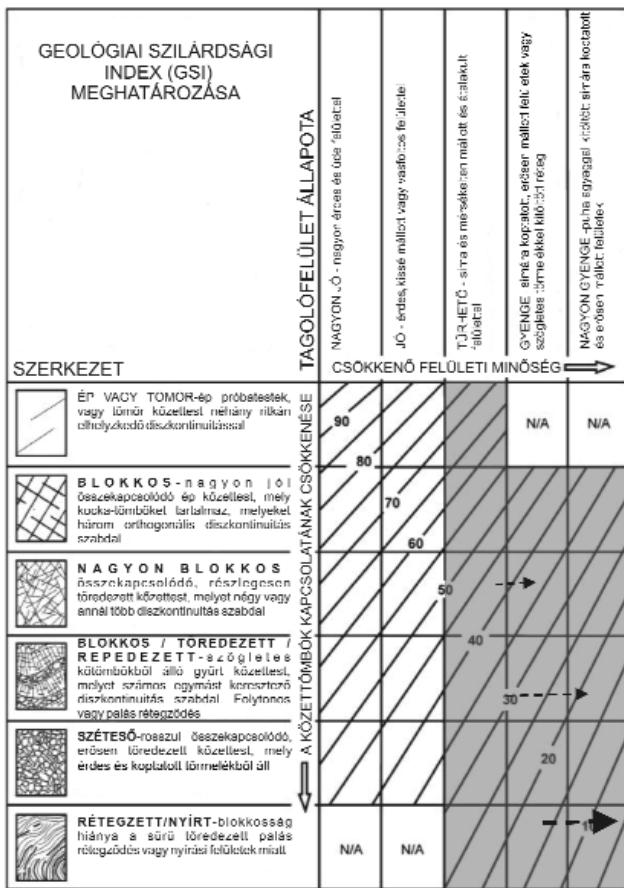 GEOLÓGIAI SZILÁRDSÁGI
INDEX (GSI)
MEGHATÁROZÁSA
SZERKEZET
TAGOLÓFELÜLET ÁLLAPOTA
NAGYON JÓ - nagyon érdes és üde felülettel
JÓ - érdes, kissé mállott vagy vasfoltos felülettel
TŰRHETŐ - sima és mérsékelten mállott és átalakult
felülettel
GYENGE - simára koptatott, erősen mállott felületek vagy
szögletes törmelékkel kitöltött réteg
NAGYON GYENGE -puha agyaggal kitöltött, simára koptatott
és erősen mállott felületek
CSÖKKENŐ FELÜLETI MINŐSÉG
A KÖZETTÖMBÖK KAPCSOLATÁNAK CSÖKKENÉSE
ÉP VAGY TÖMÖR-ép próbatestek,
vagy tömör kőzettest néhány ritkán
elhelyzkedő diszkontinuitással
BLOKKOS-nagyon jól
összekapcsolódó ép kőzettest, mely
kocka-tömböket tartalmaz, melyeket
három orthogonális diszkontinuitás
szabdal
NAGYON BLOKKOS
összekapcsolódó, részlegesen
töredezett kőzettest, melyet négy vagy
annál több diszkontinuitás szabdal
BLOKKOS / TÖREDEZETT /
REPEDEZETT-szögletes
kőtömbökből álló gyűrt kőzettest,
melyet számos egymást keresztező
diszkontinuitás szabdal. Folytonos
vagy palás rétegződés
SZÉTESŐ-rosszul összekapcsolódó,
erősen töredezett kőzettest, mely
érdes és koptatott törmelékből áll
RÉTEGZETT/NYÍRT-blokkosság
hiánya a sűrű töredezett palás
rétegződés vagy nyírási felületek miatt
90
80
70
60
50
40
30
20
10
N/A
N/A
N/A
N/A